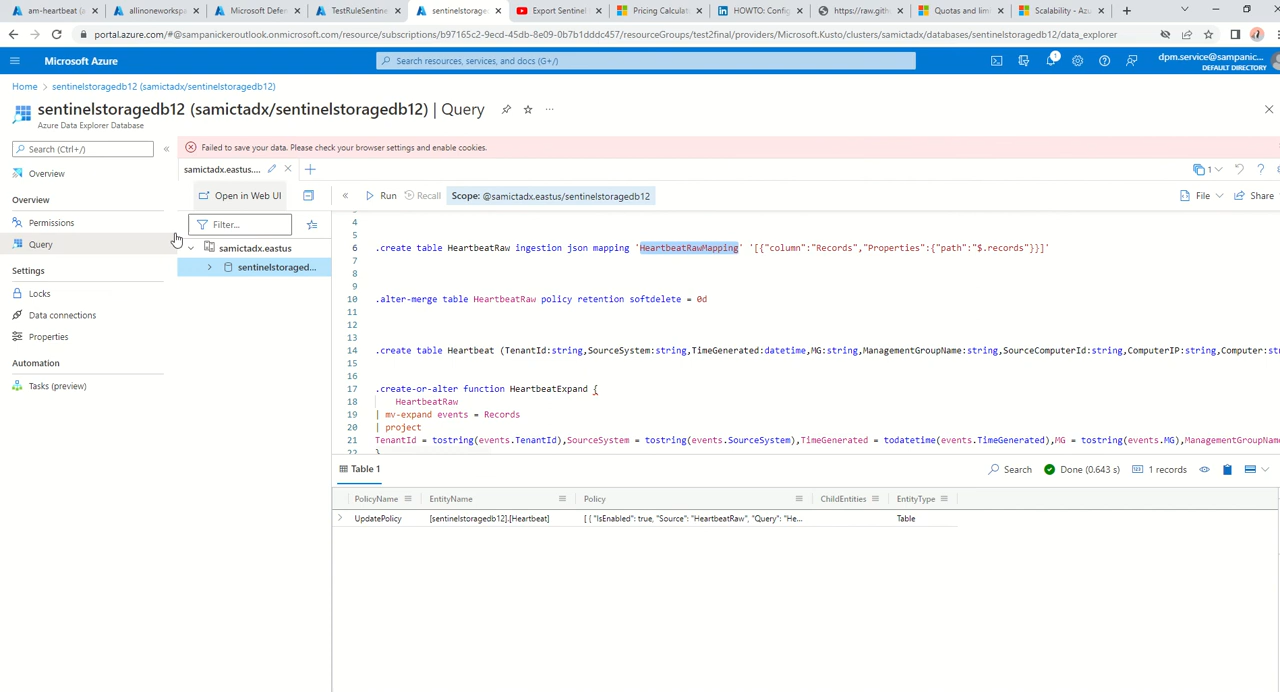 am-heartbeat (
allinonewworkspa
Microsoft Defen
TestRuleSentine
sentinelstoraged
Export Sentinel
Pricing Calculat
HOWTO: Config
https://raw.gith
Quotas and lim
Scalability - Azu
portal.azure.com/#@sampanickeroutlook.onmicrosoft.com/resource/subscriptions/b97165c2-9ecd-45db-8e09-0b7b1dddc457/resourceGroups/test2final/providers/Microsoft.Kusto/clusters/samictadx/databases/sentinelstoragedb12/data_explorer
Microsoft Azure
Search resources, services, and docs (G+/)
1
dpm.service@sampanic...
DEFAULT DIRECTORY
Home > sentinelstoragedb12 (samictadx/sentinelstoragedb12) >
sentinelstoragedb12 (samictadx/sentinelstoragedb12) | Query
Azure Data Explorer Database
Search (Ctrl+/)
Failed to save your data. Please check your browser settings and enable cookies.
Overview
samictadx.eastus....
1
Overview
Open in Web UI
Run
Recall
Scope: @samictadx.eastus/sentinelstoragedb12
File
Share
Permissions
Filter...
4
5
Query
samictadx.eastus
6 .create table HeartbeatRaw ingestion json mapping 'HeartbeatRawMapping' '[{"column":"Records","Properties":{"path":"$.records"}}]'
7
Settings
sentinelstoraged...
8
9
Locks
10 .alter-merge table HeartbeatRaw policy retention softdelete = 0d
Data connections
11
12
Properties
13
14 .create table Heartbeat (TenantId:string,SourceSystem:string,TimeGenerated:datetime,MG:string,ManagementGroupName:string,SourceComputerId:string,ComputerIP:string,Computer:st
Automation
15
16
Tasks (preview)
17 .create-or-alter function HeartbeatExpand {
18 HeartbeatRaw
19 | mv-expand events = Records
20 | project
21 TenantId = tostring(events.TenantId),SourceSystem = tostring(events.SourceSystem),TimeGenerated = todatetime(events.TimeGenerated),MG = tostring(events.MG),ManagementGroupName
22 }
Table 1
Search
Done (0.643 s)
1 records
PolicyName
EntityName
Policy
ChildEntities
EntityType
UpdatePolicy
[sentinelstoragedb12].[Heartbeat]
[ { "IsEnabled": true, "Source": "HeartbeatRaw", "Query": "He...
Table